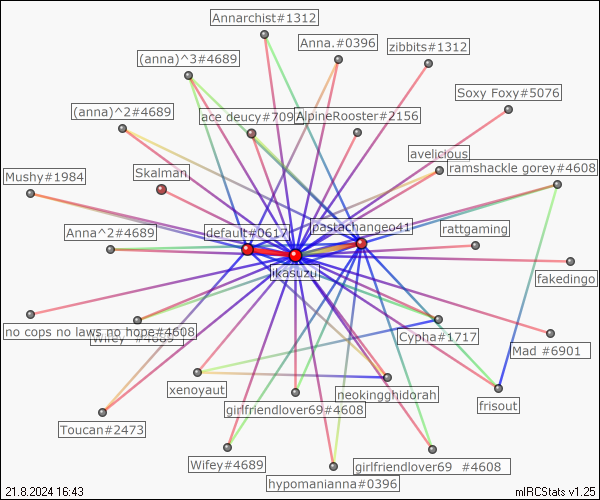 Annarchist#1312
Anna.#0396
zibbits#1312
(anna)^3#4689
Soxy Foxy#5076
(anna)^2#4689
ace deucy#709
AlpineRooster#2156
avelicious
ramshackle gorey#4608
Mushy#1984
Skalman
Anna^2#4689
default#0617
pastachangeo41
rattgaming
likasuzui
fakedingo
no cops no laws no hope#4608
Wifey #4689
Cypha#1717
Mad #6901
xenoyaut
neokingghidorah
girlfriendlover69#4608
frisout
Toucan#2473
Wifey#4689
girlfriendlover69 #4608
hypomanianna#0396
21.8.2024 16:43
mIRCStats v1.25